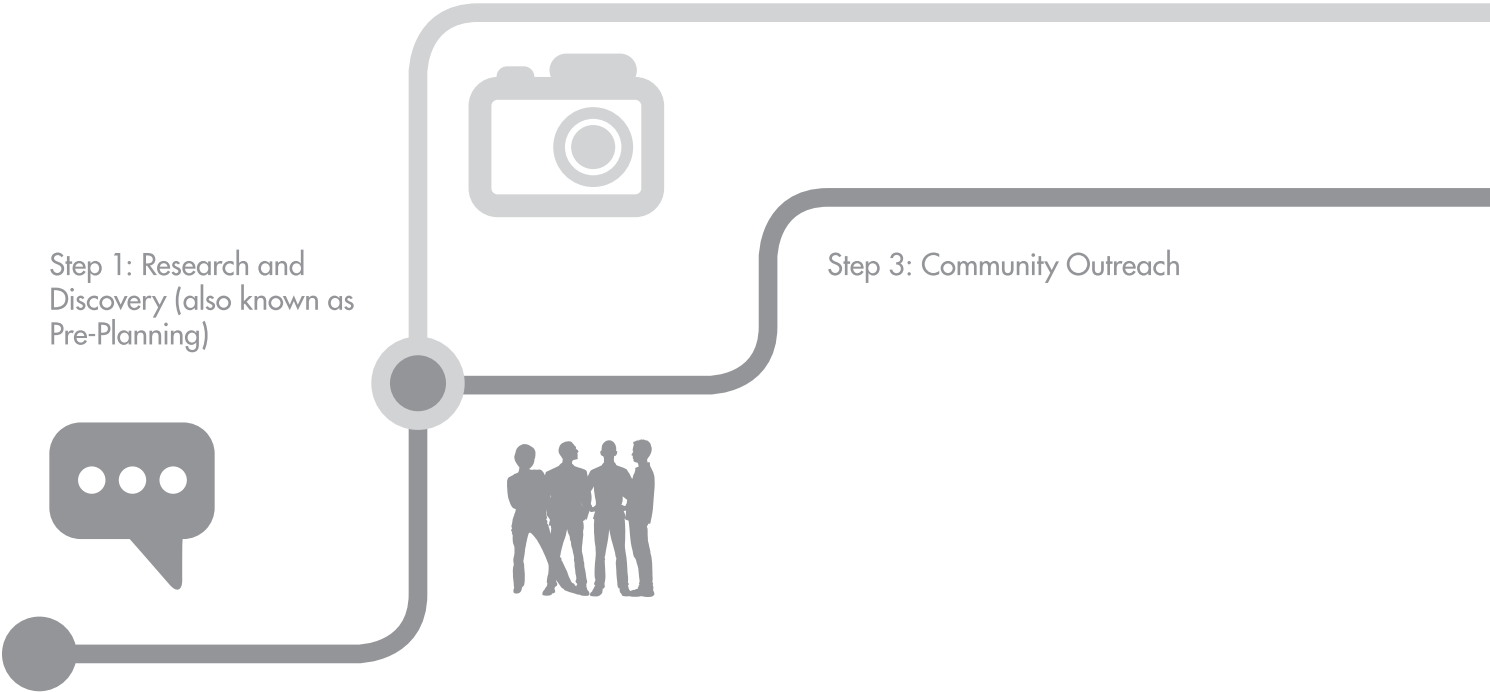 Step 1: Research and
Discovery (also known as
Pre-Planning)
Step 3: Community Outreach